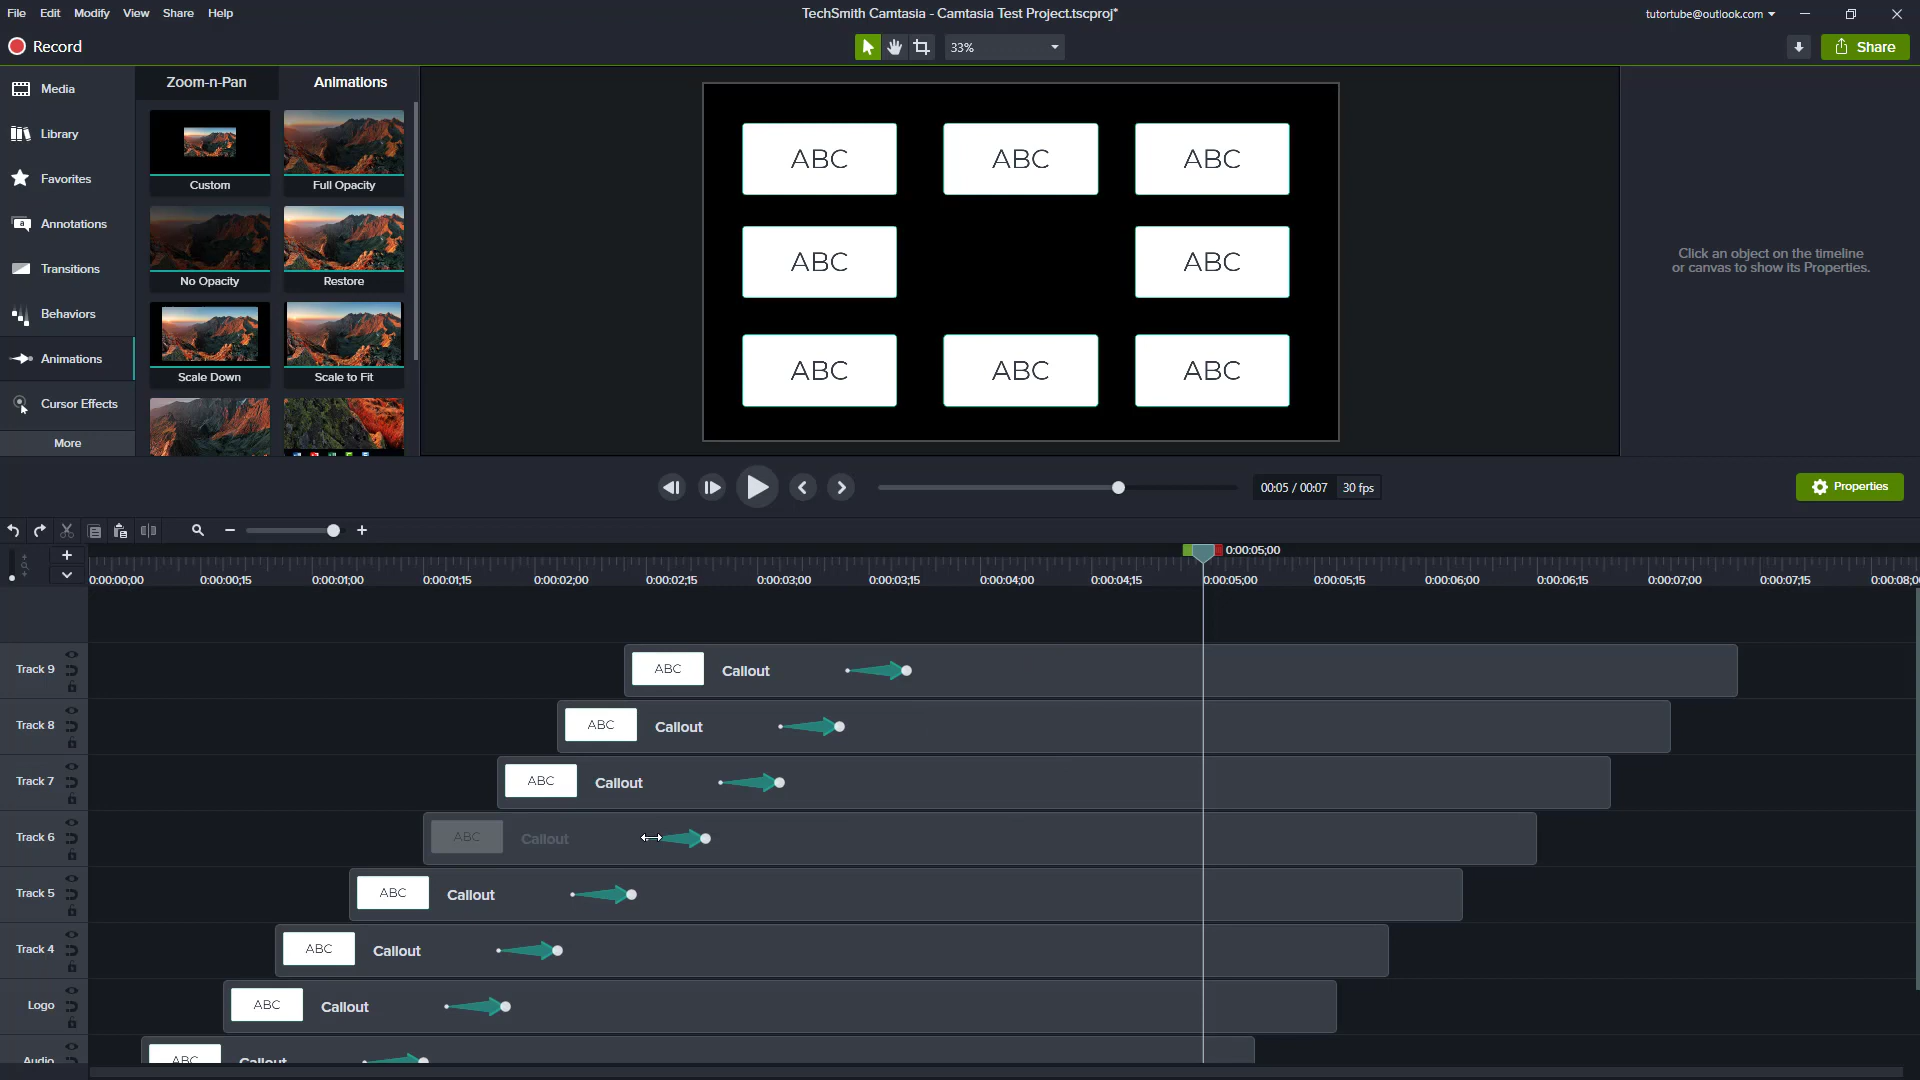 File Edit Modify View Share Help
TechSmith Camtasia - Camtasia Test Project.tscproj*
tutortube@outlook.com
Record
33%
Share
Media
Library
Favorites
Annotations
Transitions
Behaviors
Animations
Cursor Effects
More
Zoom-n-Pan Animations
Custom Full Opacity
No Opacity Restore
Scale Down Scale to Fit
ABC ABC ABC
ABC ABC
ABC ABC ABC
Click an object on the timeline
or canvas to show its Properties.
00:05 / 00:07 30 fps
Properties
0:00:05;00
0:00:00;00 0:00:00;15 0:00:01;00 0:00:01;15 0:00:02;00 0:00:02;15 0:00:03;00 0:00:03;15 0:00:04;00 0:00:04;15 0:00:05;00 0:00:05;15 0:00:06;00 0:00:06;15 0:00:07;00 0:00:07;15 0:00:08;0
Track 9 ABC Callout
Track 8 ABC Callout
Track 7 ABC Callout
Track 6 ABC Callout
Track 5 ABC Callout
Track 4 ABC Callout
Logo ABC Callout
Audio ABC Callout